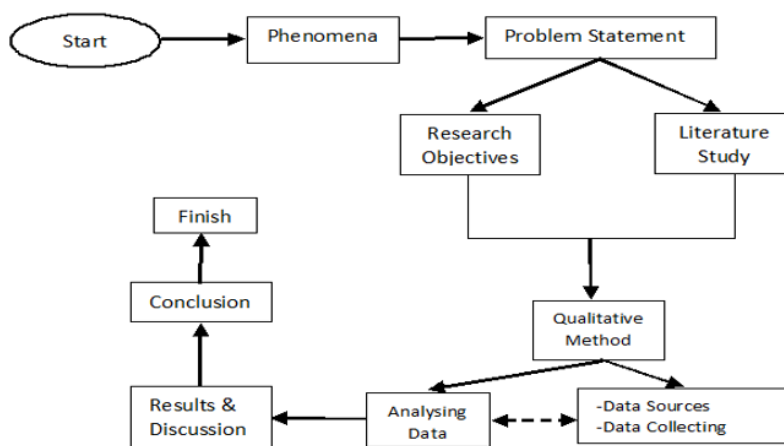 Start
Phenomena
Problem Statement
Research
Objectives
Literature
Study
Qualitative
Method
-Data Sources
-Data Collecting
Analysing
Data
Results &
Discussion
Conclusion
Finish